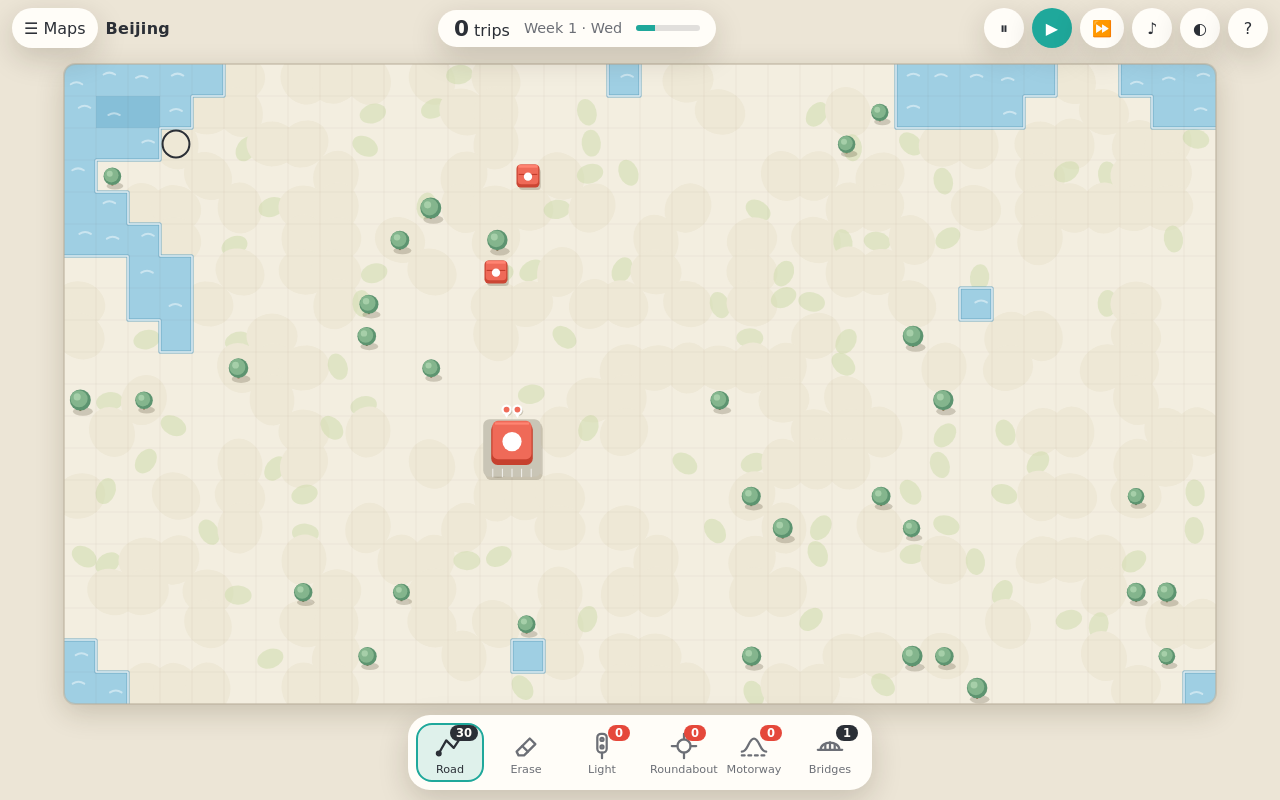 ☰ Maps
Beijing
0 trips Week 1 · Wed
?
30
Road
Erase
0
Light
0
Roundabout
0
Motorway
1
Bridges